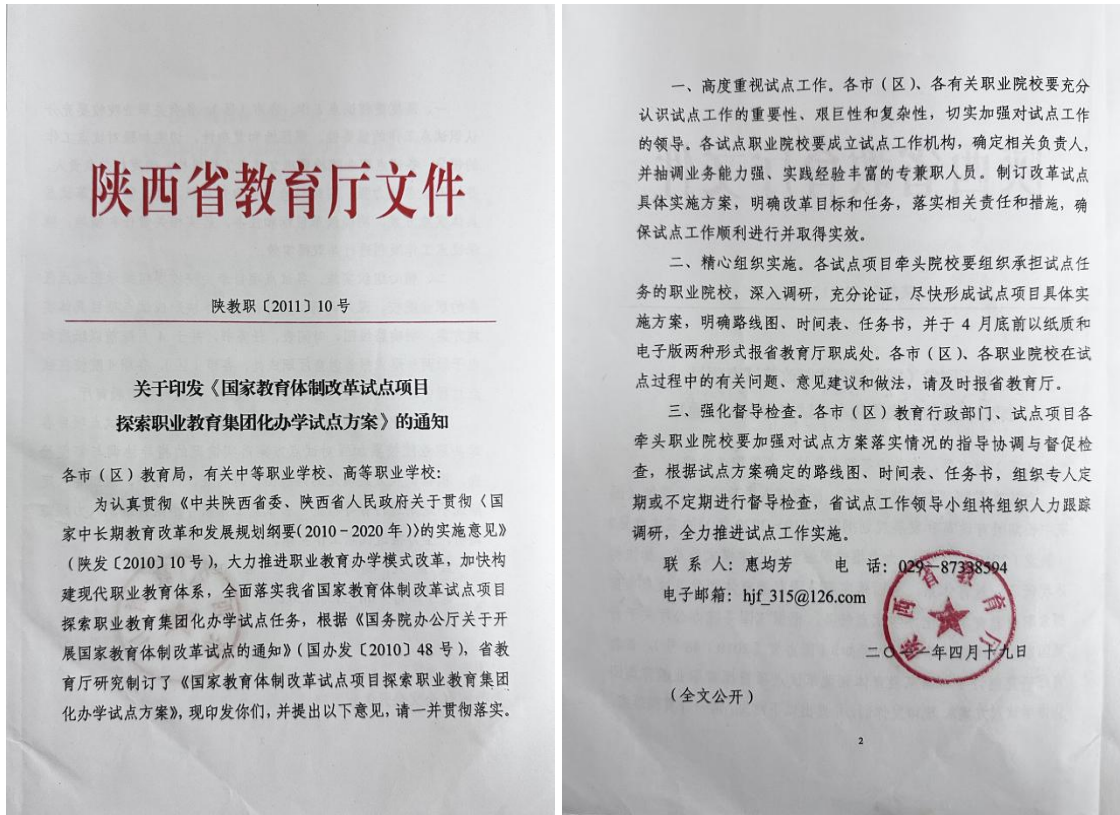 陕西省教育厅文件
陕教职〔2011〕10号
关于印发《国家教育体制改革试点项目
探索职业教育集团化办学试点方案》的通知
各市（区）教育局，有关中等职业学校、高等职业学校：
为认真贯彻《中共陕西省委、陕西省人民政府关于贯彻〈国
家中长期教育改革和发展规划纲要(2010－2020年)〉的实施意见》
（陕发〔2010〕10号），大力推进职业教育办学模式改革，加快构
建现代职业教育体系，全面落实我省国家教育体制改革试点项目
探索职业教育集团化办学试点任务，根据《国务院办公厅关于开
展国家教育体制改革试点的通知》（国办发〔2010〕48号），省教
育厅研究制订了《国家教育体制改革试点项目探索职业教育集团
化办学试点方案》，现印发你们，并提出以下意见，请一并贯彻落实。
一、高度重视试点工作。各市（区）、各有关职业院校要充分
认识试点工作的重要性、艰巨性和复杂性，切实加强对试点工作
的领导。各试点职业院校要成立试点工作机构，确定相关负责人，
并抽调业务能力强、实践经验丰富的专兼职人员。制订改革试点
具体实施方案，明确改革目标和任务，落实相关责任和措施，确
保试点工作顺利进行并取得实效。
二、精心组织实施。各试点项目牵头院校要组织承担试点任
务的职业院校，深入调研，充分论证，尽快形成试点项目具体实
施方案，明确路线图、时间表、任务书，并于4月底前以纸质和
电子版两种形式报省教育厅职成处。各市（区）、各职业院校在试
点过程中的有关问题、意见建议和做法，请及时报省教育厅。
三、强化督导检查。各市（区）教育行政部门、试点项目各
牵头职业院校要加强对试点方案落实情况的指导协调与督促检
查，根据试点方案确定的路线图、时间表、任务书，组织专人定
期或不定期进行督导检查，省试点工作领导小组将组织人力跟踪
调研，全力推进试点工作实施。
联 系 人：惠均芳 电 话：029－87338594
电子邮箱：hjf_315@126.com
陕西省教育厅
二〇一一年四月十九日
（全文公开）
2